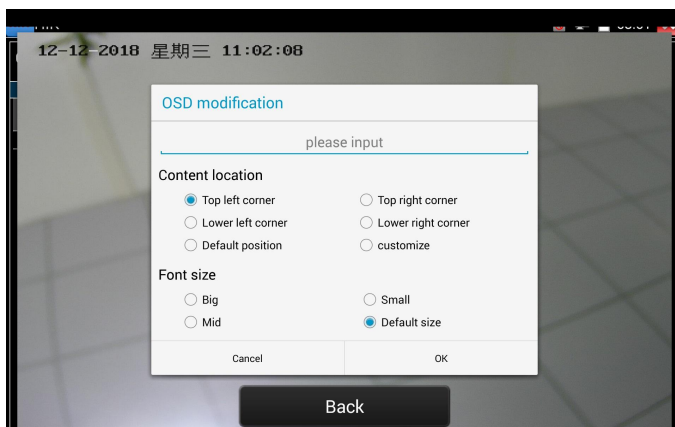 12-12-2018 星期三 11:02:08
OSD modification
please input
Content location
Top left corner
Top right corner
Lower left corner
Lower right corner
Default position
customize
Font size
Big
Small
Mid
Default size
Cancel
OK
Back